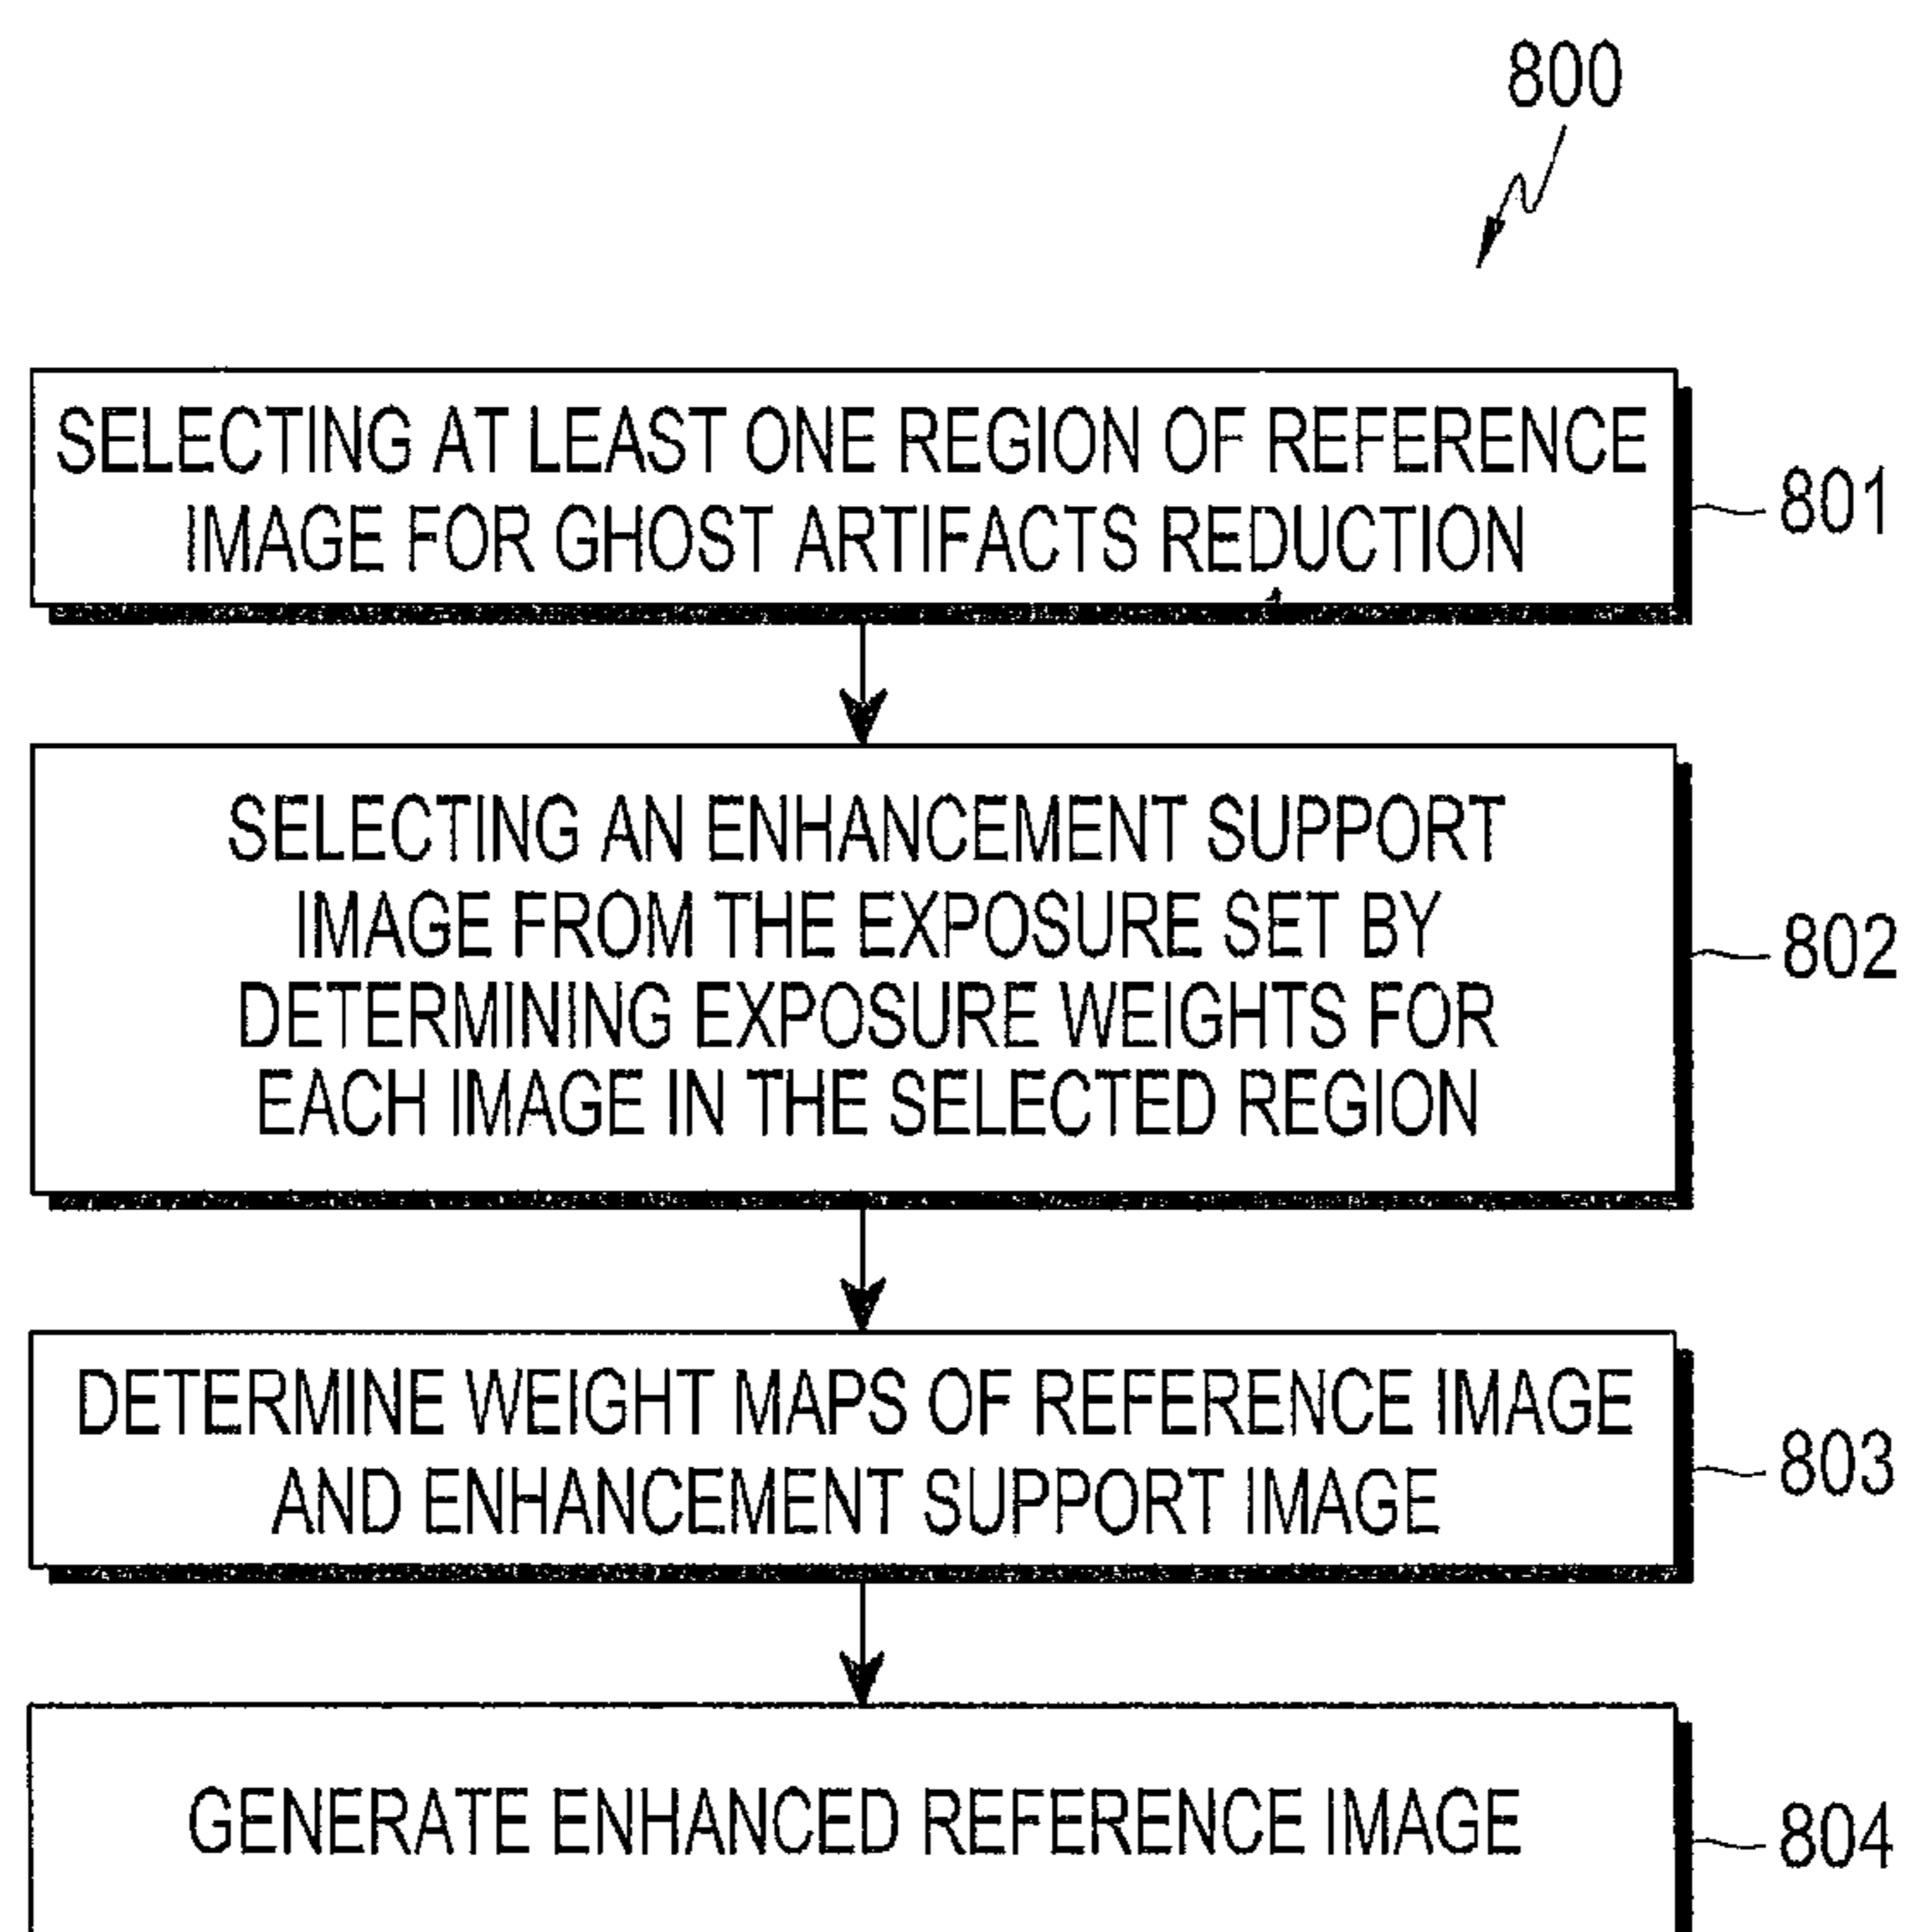 800
SELECTING AT LEAST ONE REGION OF REFERENCE
IMAGE FOR GHOST ARTIFACTS REDUCTION
801
SELECTING AN ENHANCEMENT SUPPORT
IMAGE FROM THE EXPOSURE SET BY
DETERMINING EXPOSURE WEIGHTS FOR
EACH IMAGE IN THE SELECTED REGION
802
DETERMINE WEIGHT MAPS OF REFERENCE IMAGE
AND ENHANCEMENT SUPPORT IMAGE
803
GENERATE ENHANCED REFERENCE IMAGE
804